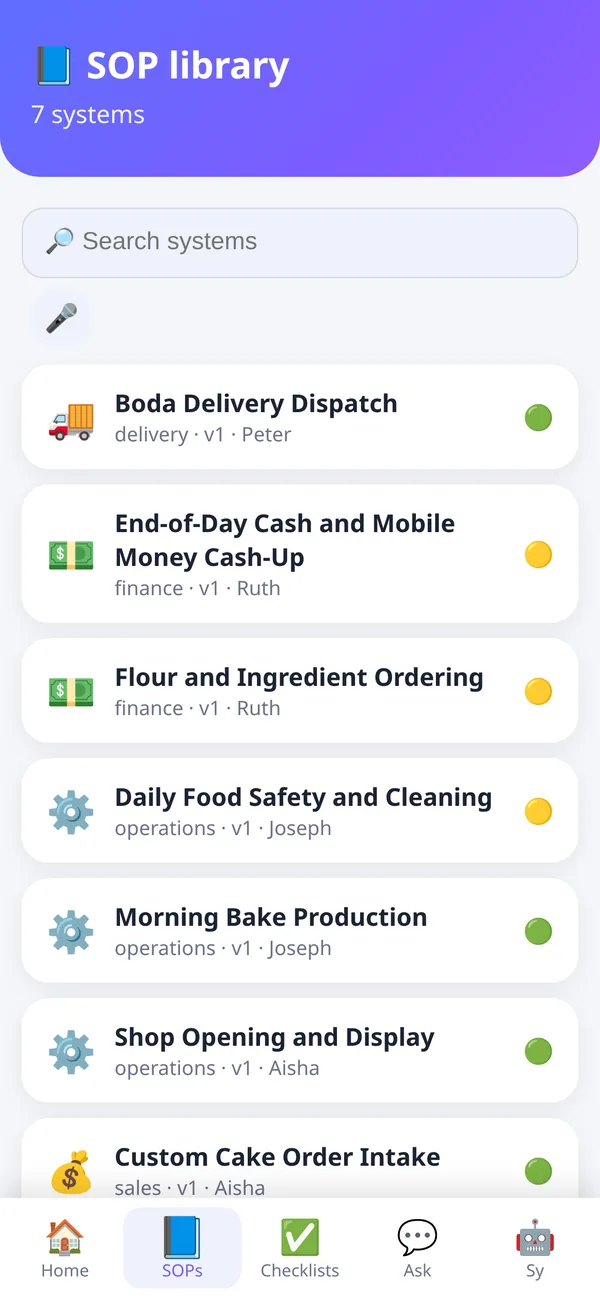 SOP library
7 systems
Search systems
Boda Delivery Dispatch
delivery · v1 · Peter
End-of-Day Cash and Mobile
Money Cash-Up
finance · v1 · Ruth
Flour and Ingredient Ordering
finance · v1 · Ruth
Daily Food Safety and Cleaning
operations · v1 · Joseph
Morning Bake Production
operations · v1 · Joseph
Shop Opening and Display
operations · v1 · Aisha
Custom Cake Order Intake
sales · v1 · Aisha
Home
SOPs
Checklists
Ask
Sy